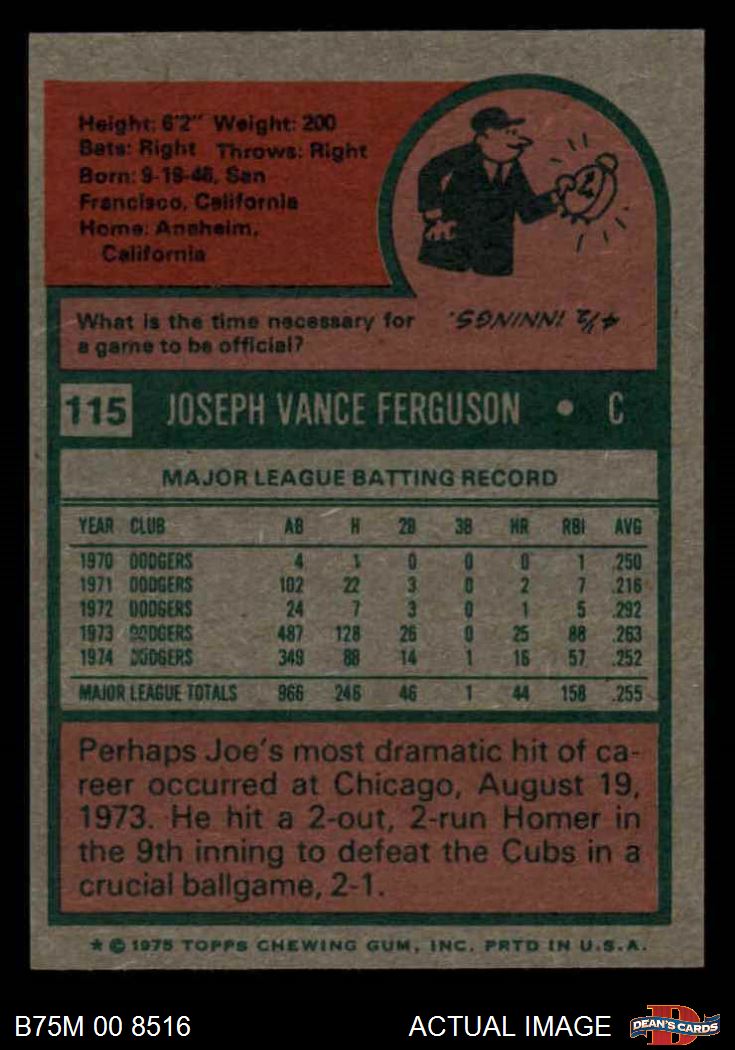 Height: 6'2" Weight: 200
Bats: Right Throws: Right
Born: 9-19-46, San
Francisco, California
Home: Anaheim,
California
What is the time necessary for
a game to be official?
4½ INNINGS.
115 JOSEPH VANCE FERGUSON • C
MAJOR LEAGUE BATTING RECORD
YEAR CLUB AB H 2B 3B HR RBI AVG
1970 DODGERS 4 1 0 0 0 1 .250
1971 DODGERS 102 22 3 0 2 7 .216
1972 DODGERS 24 7 3 0 1 5 .292
1973 DODGERS 487 128 26 0 25 88 .263
1974 DODGERS 349 88 14 1 16 57 .252
MAJOR LEAGUE TOTALS 966 246 46 1 44 158 .255
Perhaps Joe's most dramatic hit of ca-
reer occurred at Chicago, August 19,
1973. He hit a 2-out, 2-run Homer in
the 9th inning to defeat the Cubs in a
crucial ballgame, 2-1.
* © 1975 TOPPS CHEWING GUM, INC. PRTD IN U.S.A.
B75M 00 8516 ACTUAL IMAGE
DEAN'S CARDS